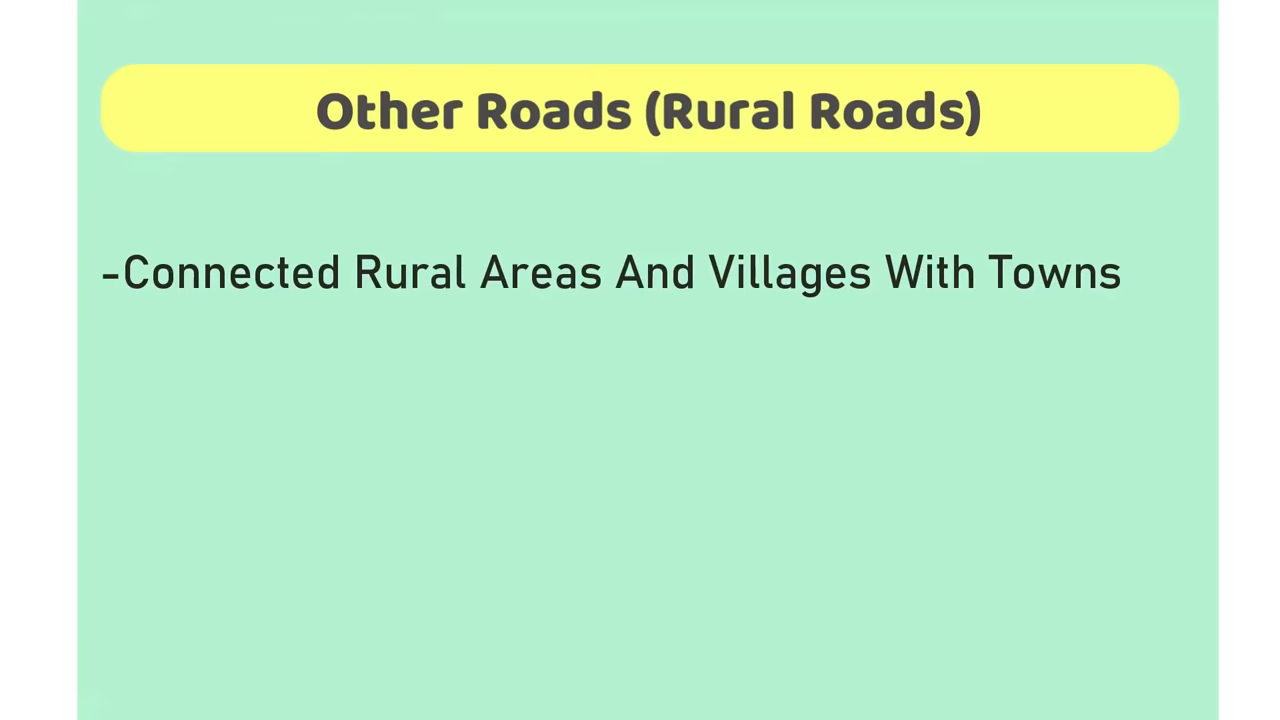 Other Roads (Rural Roads)
-Connected Rural Areas And Villages With Towns